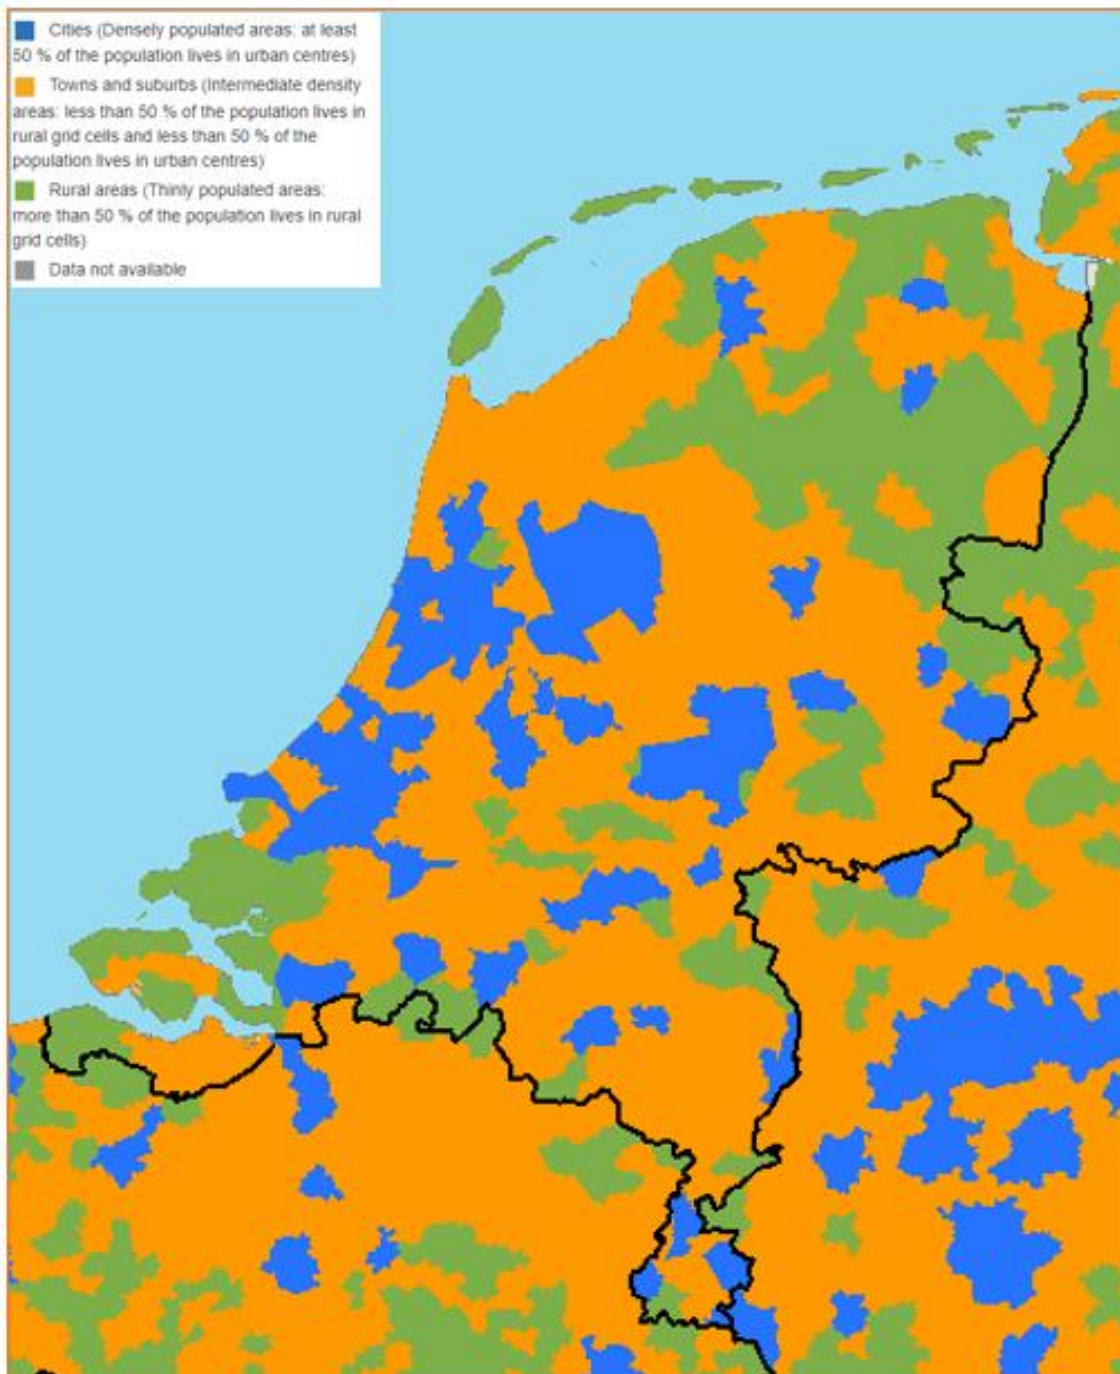 Cities (Densely populated areas: at least
50 % of the population lives in urban centres)
Towns and suburbs (Intermediate density
areas: less than 50 % of the population lives in
rural grid cells and less than 50 % of the
population lives in urban centres)
Rural areas (Thinly populated areas:
more than 50 % of the population lives in rural
grid cells)
Data not available